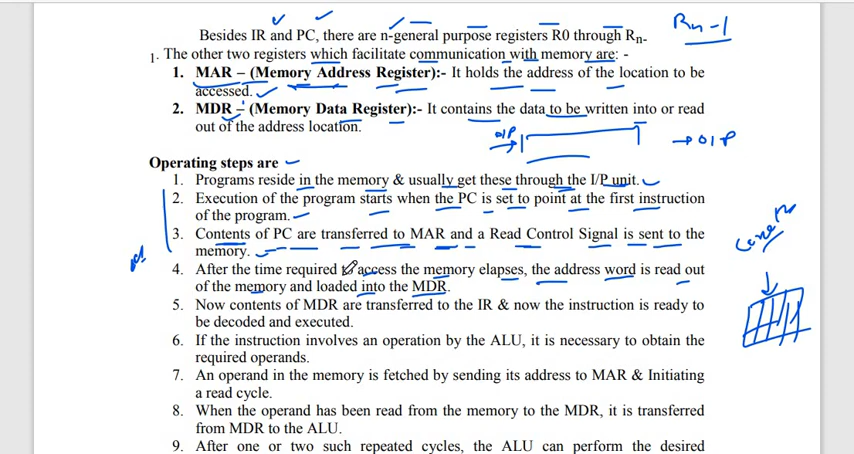 Besides IR and PC, there are n-general purpose registers R0 through Rn-
Rn-1
1. The other two registers which facilitate communication with memory are: -
1. MAR – (Memory Address Register):- It holds the address of the location to be
accessed.
2. MDR – (Memory Data Register):- It contains the data to be written into or read
out of the address location.
O/P
Operating steps are
1. Programs reside in the memory & usually get these through the I/P unit.
2. Execution of the program starts when the PC is set to point at the first instruction
of the program.
3. Contents of PC are transferred to MAR and a Read Control Signal is sent to the
memory.
4. After the time required access the memory elapses, the address word is read out
of the memory and loaded into the MDR.
5. Now contents of MDR are transferred to the IR & now the instruction is ready to
be decoded and executed.
6. If the instruction involves an operation by the ALU, it is necessary to obtain the
required operands.
7. An operand in the memory is fetched by sending its address to MAR & Initiating
a read cycle.
8. When the operand has been read from the memory to the MDR, it is transferred
from MDR to the ALU.
9. After one or two such repeated cycles, the ALU can perform the desired